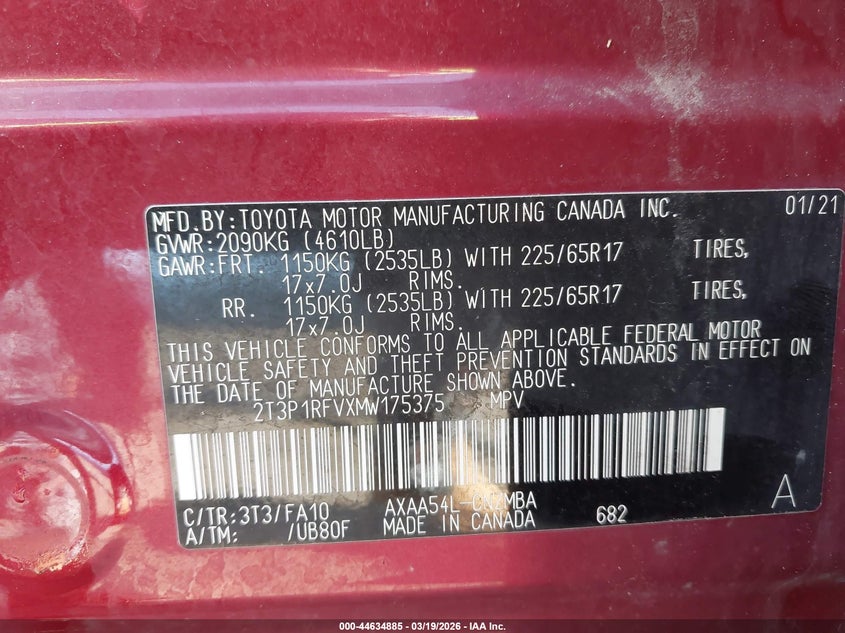 MFD.BY:TOYOTA MOTOR MANUFACTURING CANADA INC. 01/21
GVWR:2090KG (4610LB)
GAWR:FRT. 1150KG (2535LB) WITH 225/65R17 TIRES,
17x7.0J RIMS.
RR. 1150KG (2535LB) WITH 225/65R17 TIRES,
17x7.0J RIMS.
THIS VEHICLE CONFORMS TO ALL APPLICABLE FEDERAL MOTOR
VEHICLE SAFETY AND THEFT PREVENTION STANDARDS IN EFFECT ON
THE DATE OF MANUFACTURE SHOWN ABOVE.
2T3P1RFVXMW175375 MPV
C/TR:3T3/FA10 682 A
A/TM: /UB80F MADE IN CANADA
000-44634885 | 03/19/2026 | IAA Inc.